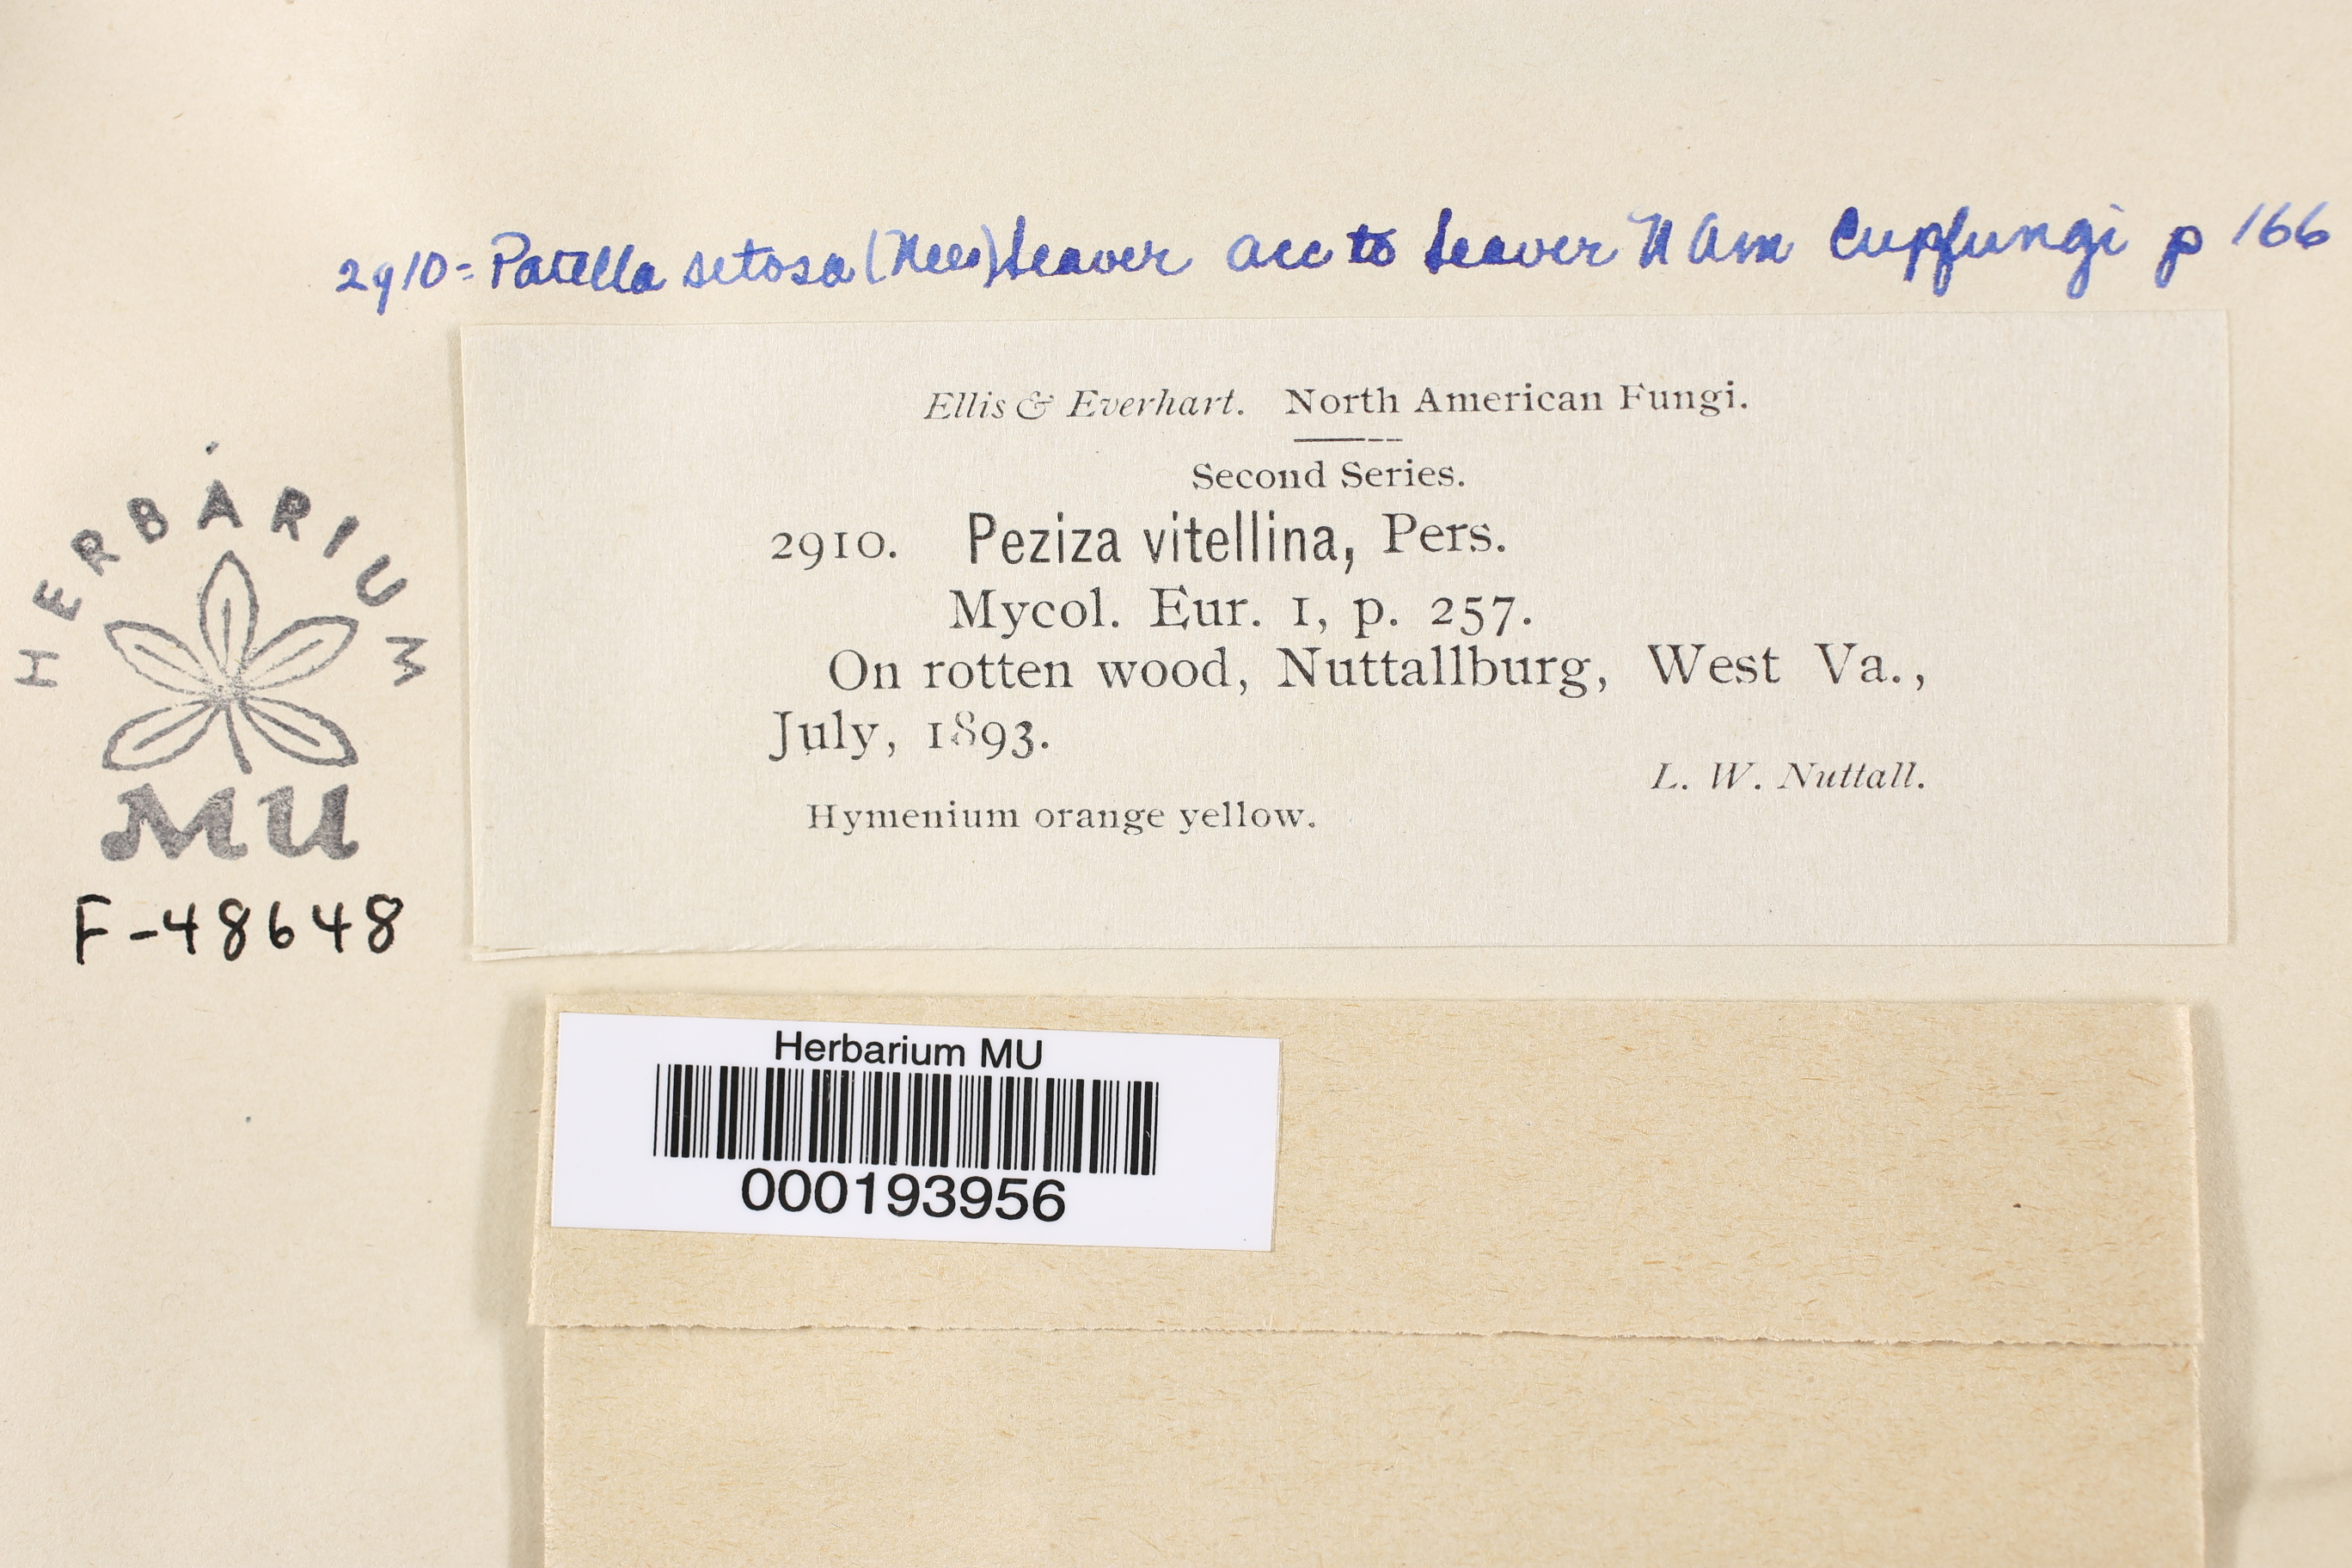 2910 = Patella setosa (Nees) Seaver acc to Seaver N Am Cupfungi p 166
Ellis & Everhart. North American Fungi.
Second Series.
2910. Peziza vitellina, Pers.
Mycol. Eur. 1, p. 257.
On rotten wood, Nuttallburg, West Va.,
July, 1893.
L. W. Nuttall.
Hymenium orange yellow.
HERBARIUM
MU
F-48648
Herbarium MU
000193956